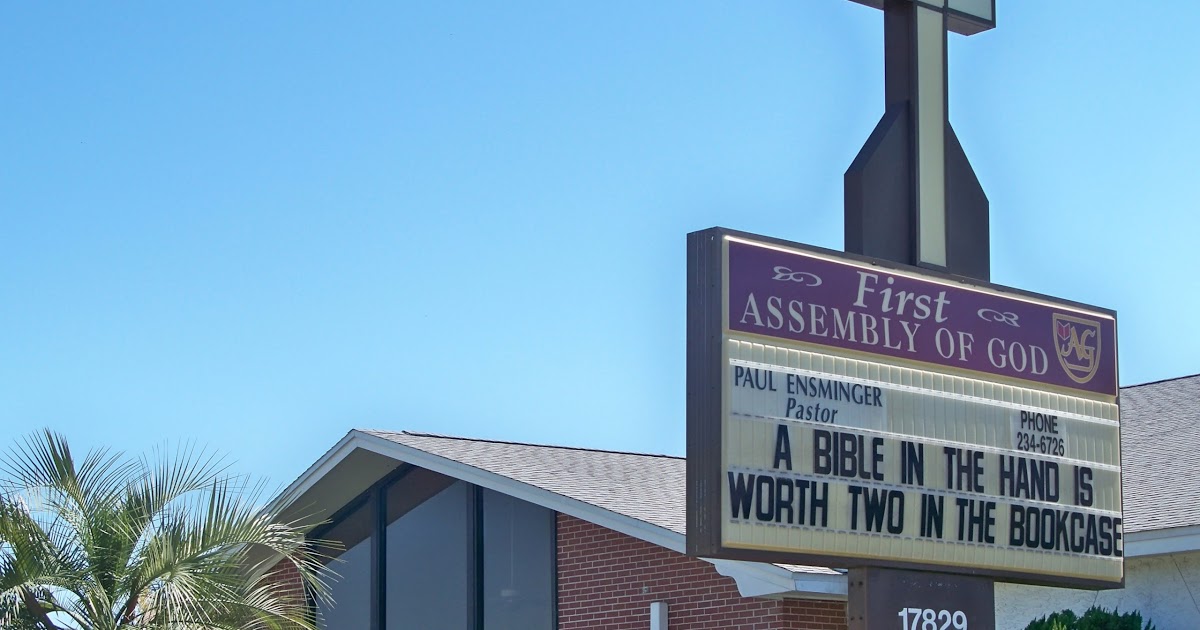 First
ASSEMBLY OF GOD
AG
PAUL ENSMINGER
Pastor
PHONE
234-6726
A BIBLE IN THE HAND IS
WORTH TWO IN THE BOOKCASE
17829